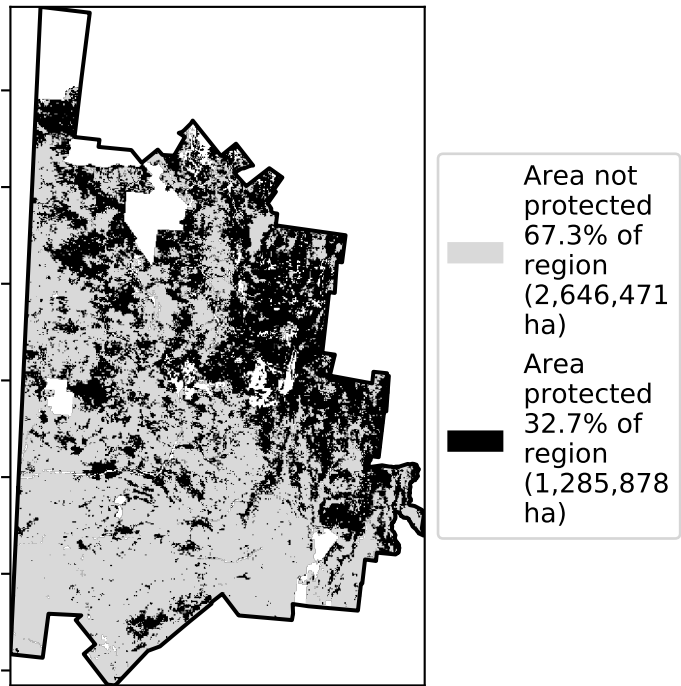 Area not
protected
67.3% of
region
(2,646,471
ha)
Area
protected
32.7% of
region
(1,285,878
ha)